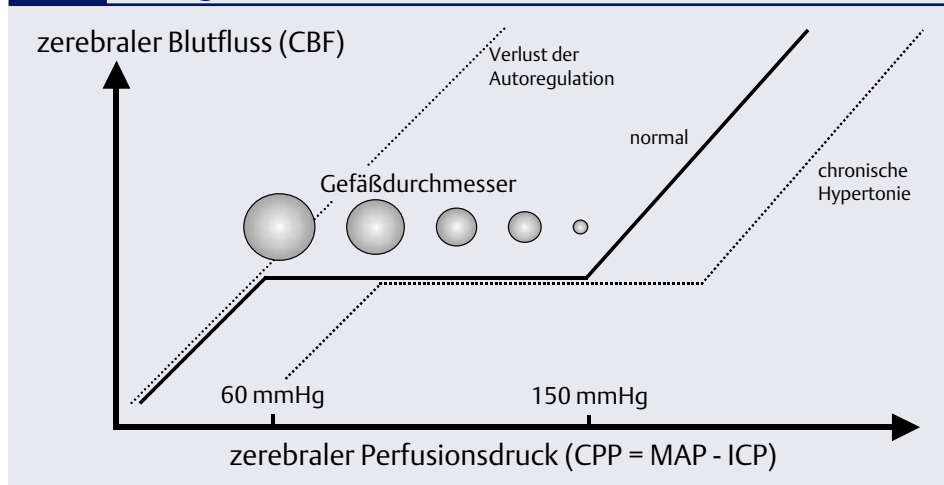 zerebraler Blutfluss (CBF)
Verlust der
Autoregulation
normal
Gefäßdurchmesser
chronische
Hypertonie
60 mmHg
150 mmHg
zerebraler Perfusionsdruck (CPP = MAP - ICP)